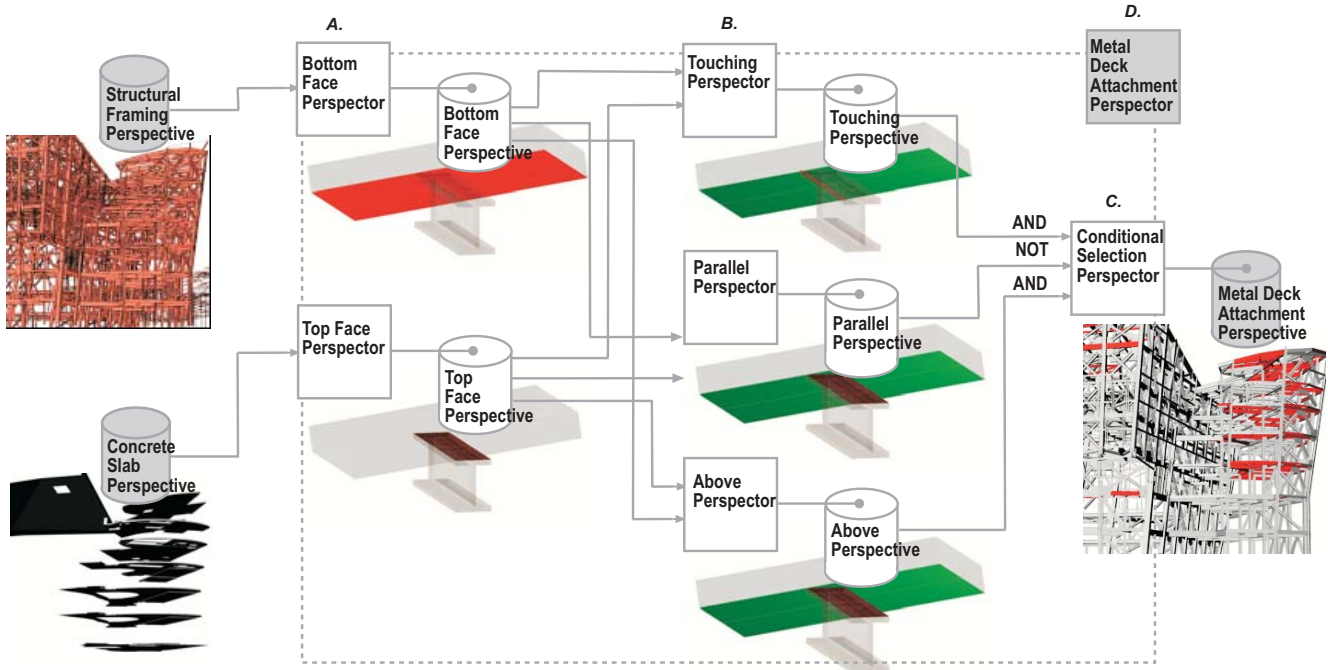 A.
B.
D.
Structural
Framing
Perspective
Bottom
Face
Perspector
Bottom
Face
Perspective
Touching
Perspector
Touching
Perspective
Metal
Deck
Attachment
Perspector
C.
AND
NOT
AND
Conditional
Selection
Perspector
Metal Deck
Attachment
Perspective
Parallel
Perspector
Parallel
Perspective
Top Face
Perspector
Top
Face
Perspective
Concrete
Slab
Perspective
Above
Perspector
Above
Perspective